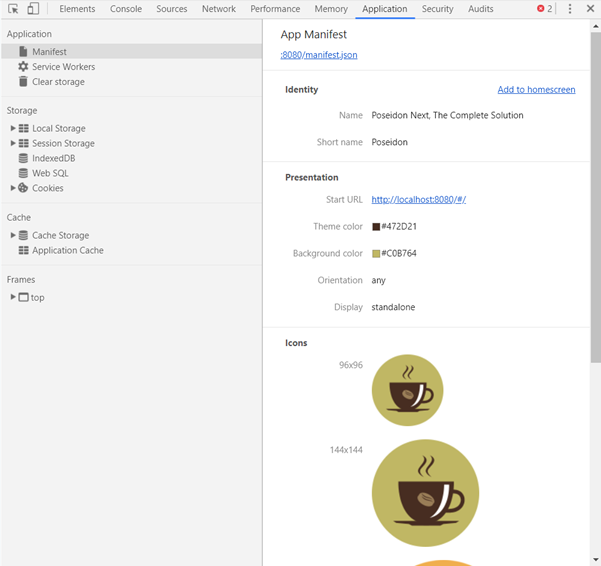 Elements Console Sources Network Performance Memory Application Security Audits 2
Application
Manifest
Service Workers
Clear storage
Storage
Local Storage
Session Storage
IndexedDB
Web SQL
Cookies
Cache
Cache Storage
Application Cache
Frames
top
App Manifest
:8080/manifest.json
Identity Add to homescreen
Name Poseidon Next, The Complete Solution
Short name Poseidon
Presentation
Start URL http://localhost:8080/#/
Theme color #472D21
Background color #C0B764
Orientation any
Display standalone
Icons
96x96
144x144